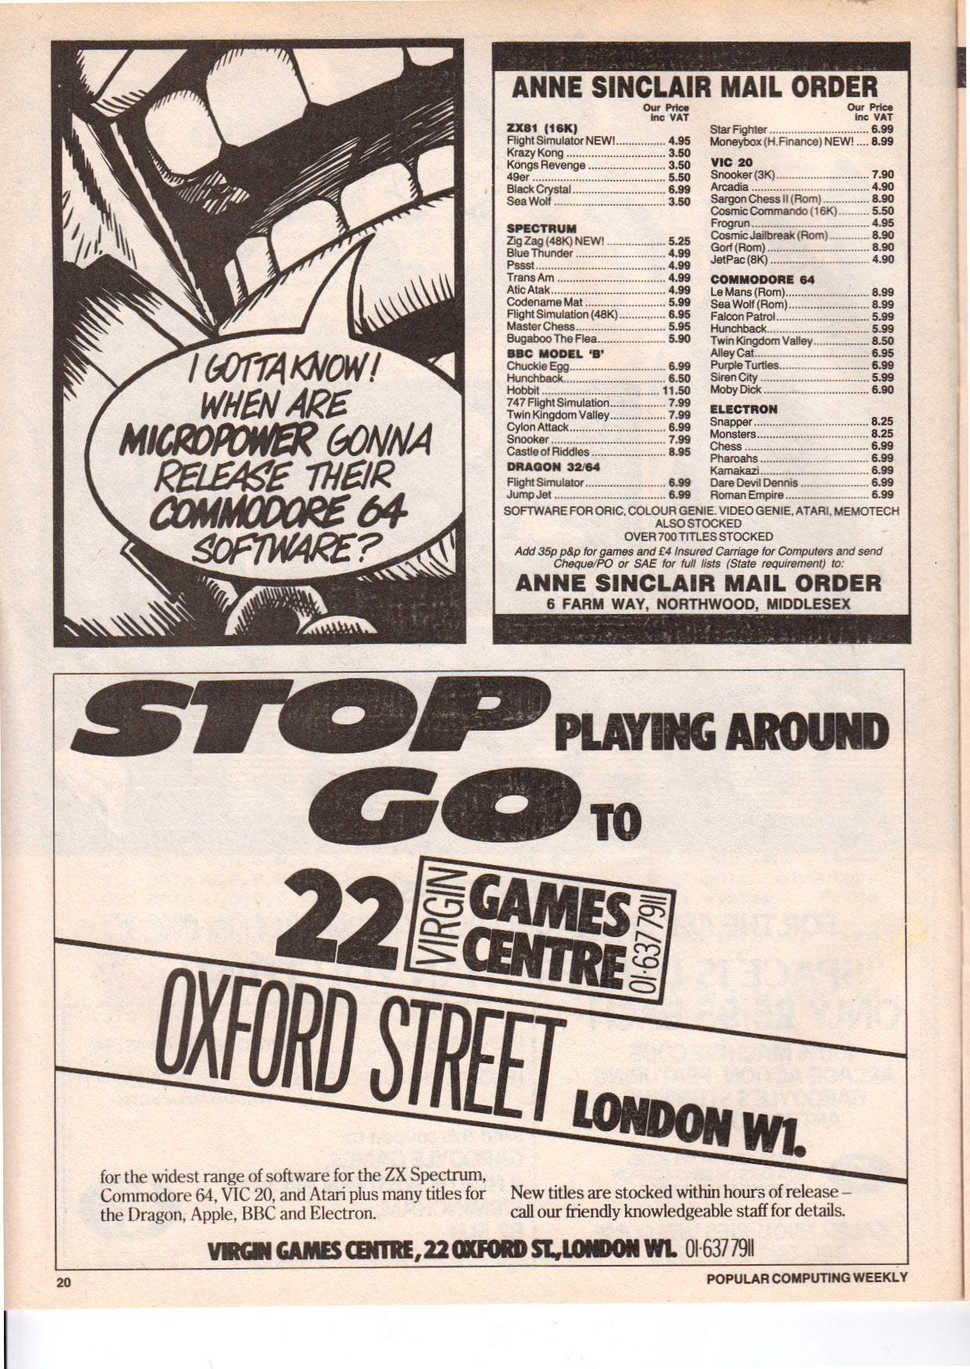 I GOTTA KNOW!
WHEN ARE
MICROPOWER GONNA
RELEASE THEIR
COMMODORE 64
SOFTWARE?
ANNE SINCLAIR MAIL ORDER
Our Price
inc VAT
ZX81 (16K)
Flight Simulator NEW! 4.95
Krazy Kong 3.50
Kongs Revenge 3.50
49er 5.50
Black Crystal 6.99
Sea Wolf 3.50
SPECTRUM
Zig Zag (48K) NEW! 5.25
Blue Thunder 4.99
Pssst 4.99
Trans Am 4.99
Atic Atak 4.99
Codename Mat 5.99
Flight Simulation (48K) 6.95
Master Chess 5.95
Bugaboo The Flea 5.90
BBC MODEL 'B'
Chuckie Egg 6.99
Hunchback 6.50
Hobbit 11.50
747 Flight Simulation 7.99
Twin Kingdom Valley 7.99
Cylon Attack 6.99
Snooker 7.99
Castle of Riddles 8.95
DRAGON 32/64
Flight Simulator 6.99
Jump Jet 6.99
Our Price
inc VAT
Star Fighter 6.99
Moneybox (H.Finance) NEW! 8.99
VIC 20
Snooker (3K) 7.90
Arcadia 4.90
Sargon Chess II (Rom) 8.90
Cosmic Commando (16K) 5.50
Frogrun 4.95
Cosmic Jailbreak (Rom) 8.90
Gorf (Rom) 8.90
JetPac (8K) 4.90
COMMODORE 64
Le Mans (Rom) 8.99
Sea Wolf (Rom) 8.99
Falcon Patrol 5.99
Hunchback 5.99
Twin Kingdom Valley 8.50
Alley Cat 6.95
Purple Turtles 6.99
Siren City 5.99
Moby Dick 6.90
ELECTRON
Snapper 8.25
Monsters 8.25
Chess 6.99
Pharoahs 6.99
Kamakazi 6.99
Dare Devil Dennis 6.99
Roman Empire 6.99
SOFTWARE FOR ORIC, COLOUR GENIE. VIDEO GENIE, ATARI, MEMOTECH
ALSO STOCKED
OVER 700 TITLES STOCKED
Add 35p p&p for games and £4 Insured Carriage for Computers and send
Cheque/PO or SAE for full lists (State requirement) to:
ANNE SINCLAIR MAIL ORDER
6 FARM WAY, NORTHWOOD, MIDDLESEX
STOP PLAYING AROUND
GO TO
22 VIRGIN GAMES CENTRE 01·637 7911
OXFORD STREET LONDON W1.
for the widest range of software for the ZX Spectrum,
Commodore 64, VIC 20, and Atari plus many titles for
the Dragon, Apple, BBC and Electron.
New titles are stocked within hours of release –
call our friendly knowledgeable staff for details.
VIRGIN GAMES CENTRE, 22 OXFORD ST., LONDON W1. 01·637 7911
20
POPULAR COMPUTING WEEKLY